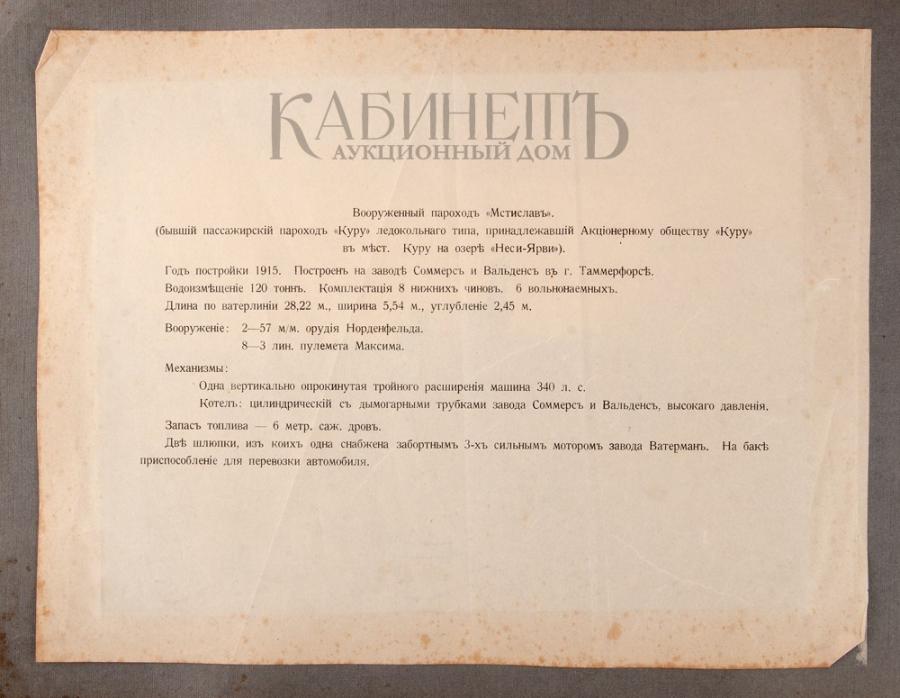 КАБИНЕТЪ
АУКЦИОННЫЙ ДОМ
Вооруженный пароходъ «Мстиславъ».
(бывшій пассажирскій пароходъ «Куру» ледокольнаго типа, принадлежавшій Акціонерному обществу «Куру»
въ мѣст. Куру на озерѣ «Неси-Ярви»).
Годъ постройки 1915. Построенъ на заводѣ Соммерсъ и Вальденсъ въ г. Таммерфорсѣ.
Водоизмѣщеніе 120 тоннъ. Комплектація 8 нижнихъ чиновъ. 6 вольнонаемныхъ.
Длина по ватерлиніи 28,22 м., ширина 5,54 м., углубленіе 2,45 м.
Вооруженіе: 2—57 м/м. орудія Норденфельда.
8—3 лин. пулемета Максима.
Механизмы:
Одна вертикально опрокинутая тройного расширенія машина 340 л. с.
Котелъ: цилиндрическій съ дымогарными трубками завода Соммерсъ и Вальденсъ, высокаго давленія.
Запасъ топлива — 6 метр. саж. дровъ.
Двѣ шлюпки, изъ коихъ одна снабжена забортнымъ 3-хъ сильнымъ моторомъ завода Ватерманъ. На бакѣ
приспособленіе для перевозки автомобиля.